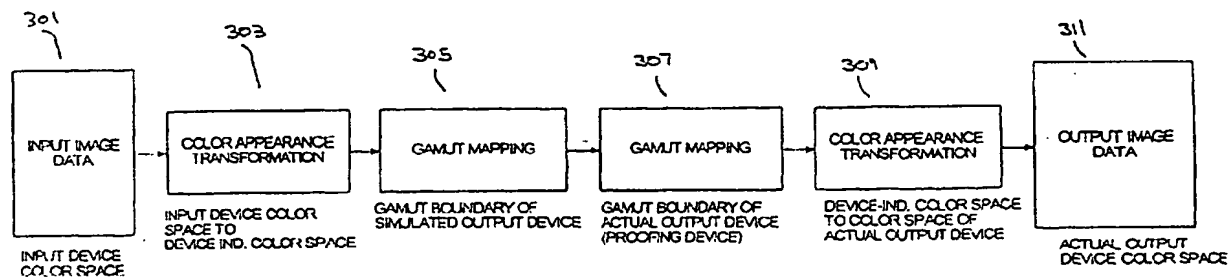 301
303
305
307
309
311
INPUT IMAGE
DATA
COLOR APPEARANCE
TRANSFORMATION
GAMUT MAPPING
GAMUT MAPPING
COLOR APPEARANCE
TRANSFORMATION
OUTPUT IMAGE
DATA
INPUT DEVICE
COLOR SPACE
INPUT DEVICE COLOR
SPACE TO
DEVICE IND. COLOR SPACE
GAMUT BOUNDARY OF
SIMULATED OUTPUT DEVICE
GAMUT BOUNDARY OF
ACTUAL OUTPUT DEVICE
(PROOFING DEVICE)
DEVICE-IND. COLOR SPACE
TO COLOR SPACE OF
ACTUAL OUTPUT DEVICE
ACTUAL OUTPUT
DEVICE COLOR SPACE